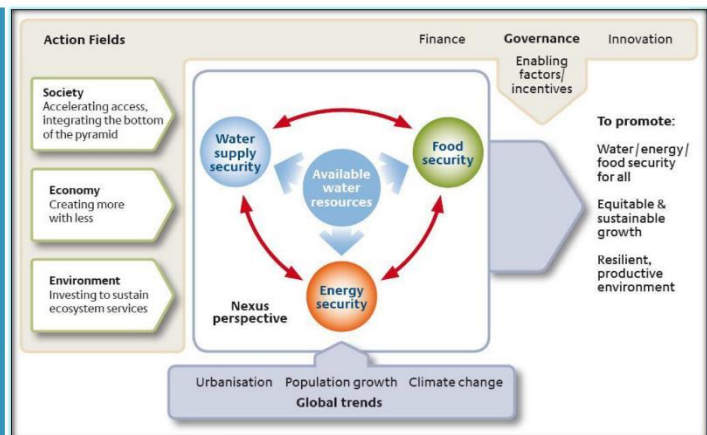 Action Fields
Finance Governance Innovation
Enabling
factors/
incentives
Society
Accelerating access,
integrating the bottom
of the pyramid
Economy
Creating more
with less
Environment
Investing to sustain
ecosystem services
Water
supply
security
Food
security
Available
water
resources
Energy
security
Nexus
perspective
To promote:
Water/energy/
food security
for all
Equitable &
sustainable
growth
Resilient,
productive
environment
Urbanisation Population growth Climate change
Global trends